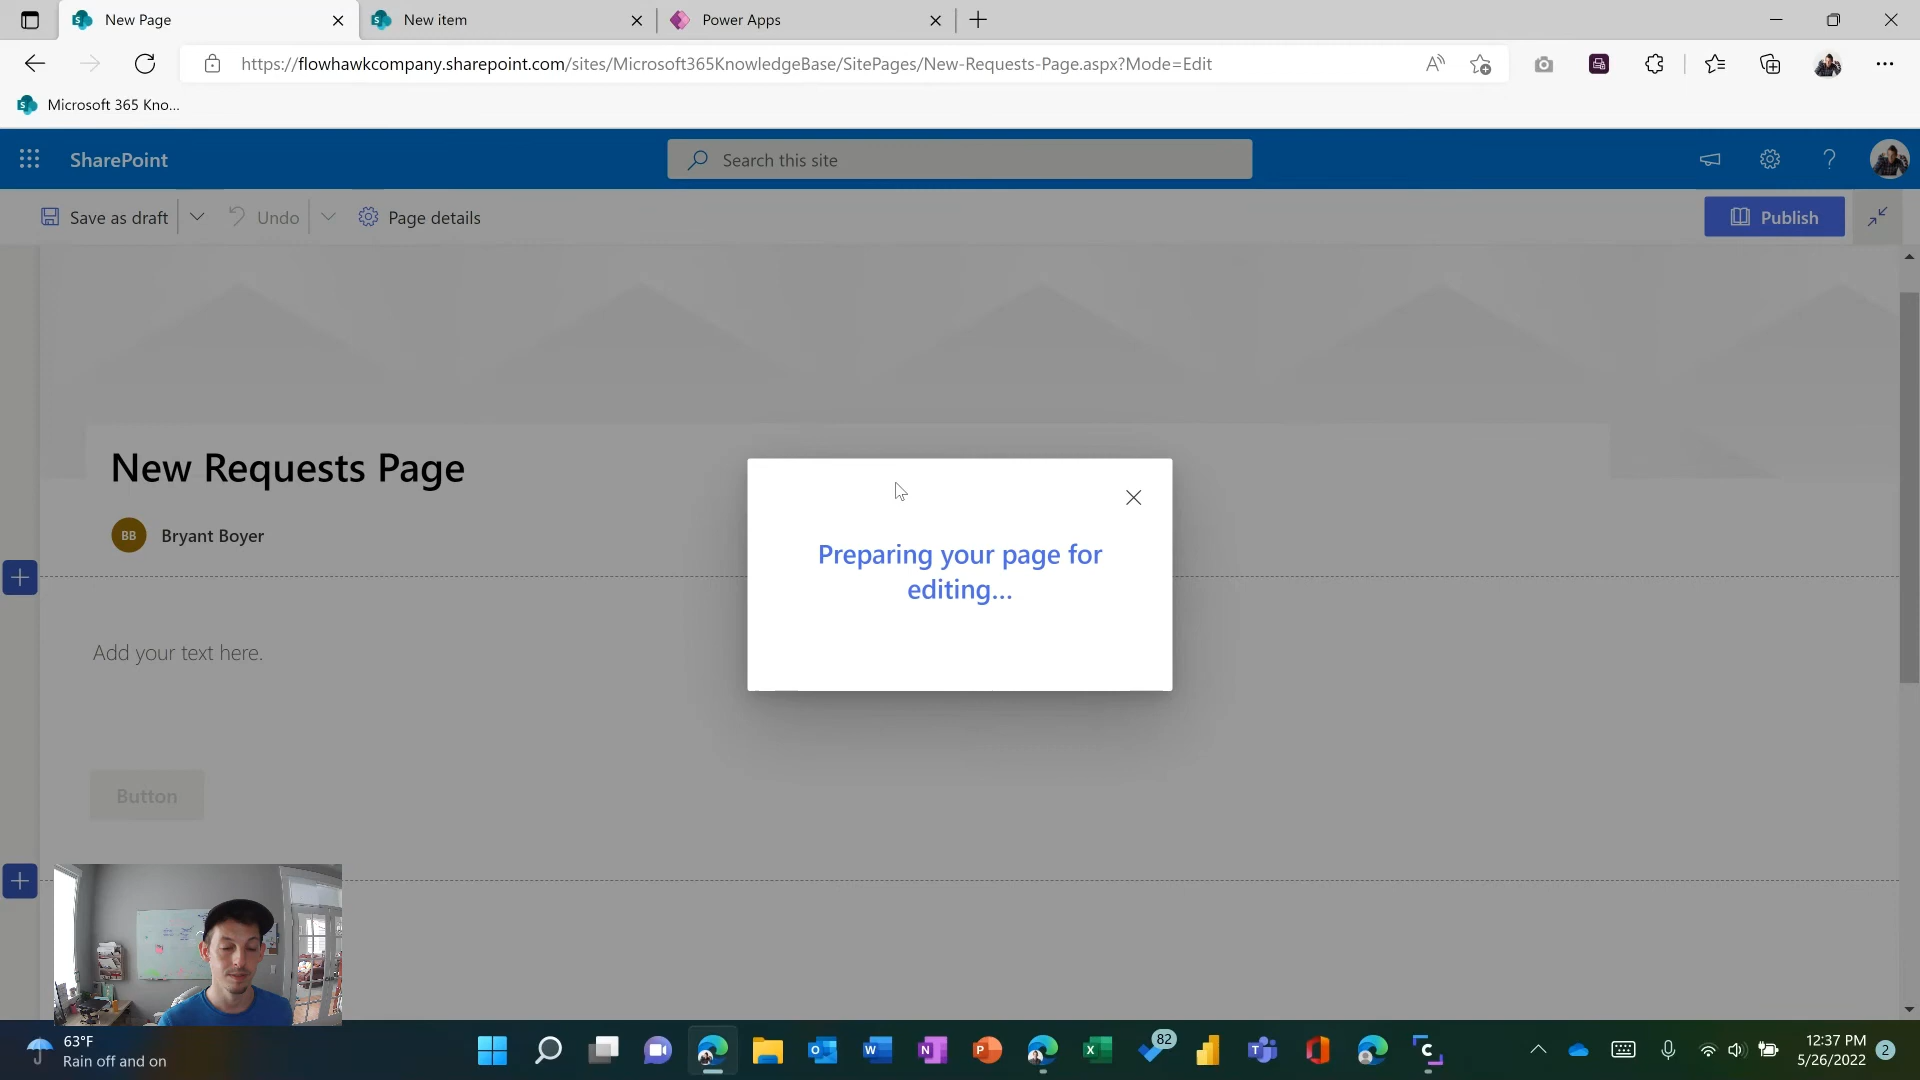 New Page
New item
Power Apps
https://flowhawkcompany.sharepoint.com/sites/Microsoft365KnowledgeBase/SitePages/New-Requests-Page.aspx?Mode=Edit
Microsoft 365 Kno...
SharePoint
Search this site
Save as draft
Undo
Page details
Publish
New Requests Page
BB
Bryant Boyer
Preparing your page for
editing...
Add your text here.
Button
63°F
Rain off and on
82
12:37 PM
5/26/2022
2